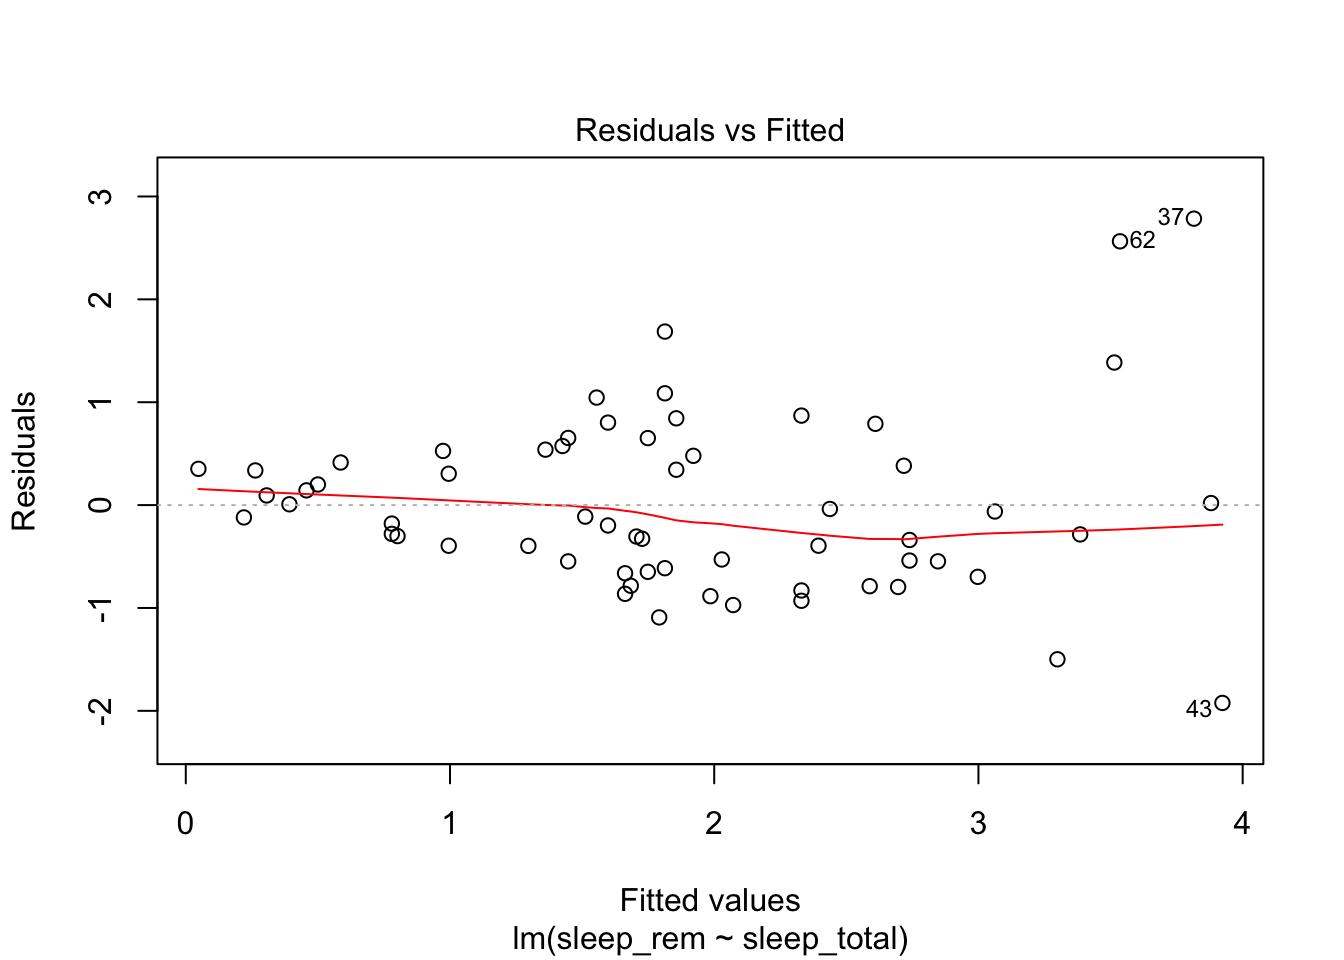 Residuals vs Fitted
3
2
1
0
-1
-2
Residuals
37
62
43
0 1 2 3 4
Fitted values
lm(sleep_rem ~ sleep_total)